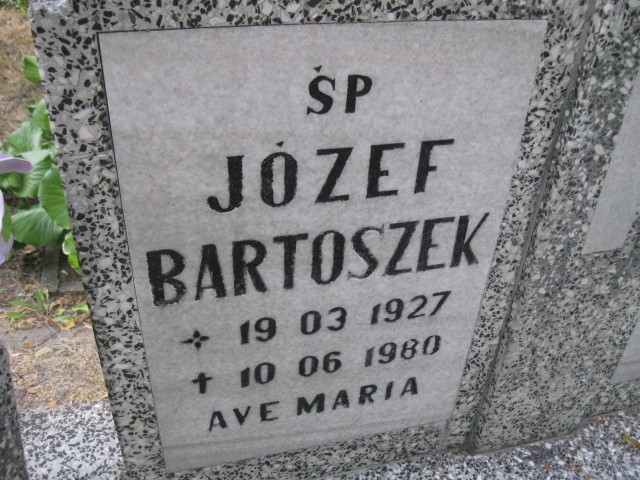 ŚP
JÓZEF
BARTOSZEK
✦ 19 03 1927
✝ 10 06 1980
AVE MARIA